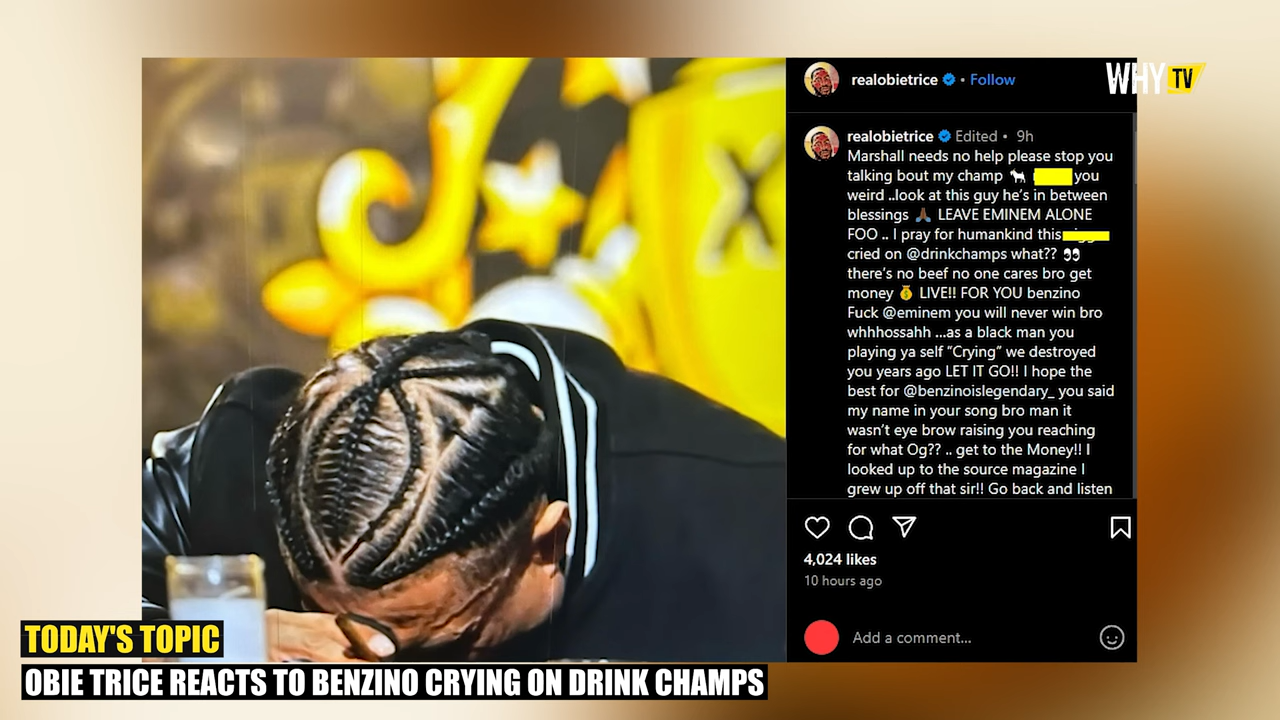 WHY TV
realobietrice • Follow
realobietrice Edited • 9h
Marshall needs no help please stop you
talking bout my champ 🐐 you
weird ..look at this guy he's in between
blessings 🙏🏾 LEAVE EMINEM ALONE
FOO .. I pray for humankind this
cried on @drinkchamps what?? 👀
there's no beef no one cares bro get
money 💰 LIVE!! FOR YOU benzino
Fuck @eminem you will never win bro
whhhossahh ...as a black man you
playing ya self “Crying” we destroyed
you years ago LET IT GO!! I hope the
best for @benzinoislegendary_ you said
my name in your song bro man it
wasn’t eye brow raising you reaching
for what Og?? .. get to the Money!! I
looked up to the source magazine I
grew up off that sir!! Go back and listen
4,024 likes
10 hours ago
Add a comment...
TODAY'S TOPIC
OBIE TRICE REACTS TO BENZINO CRYING ON DRINK CHAMPS